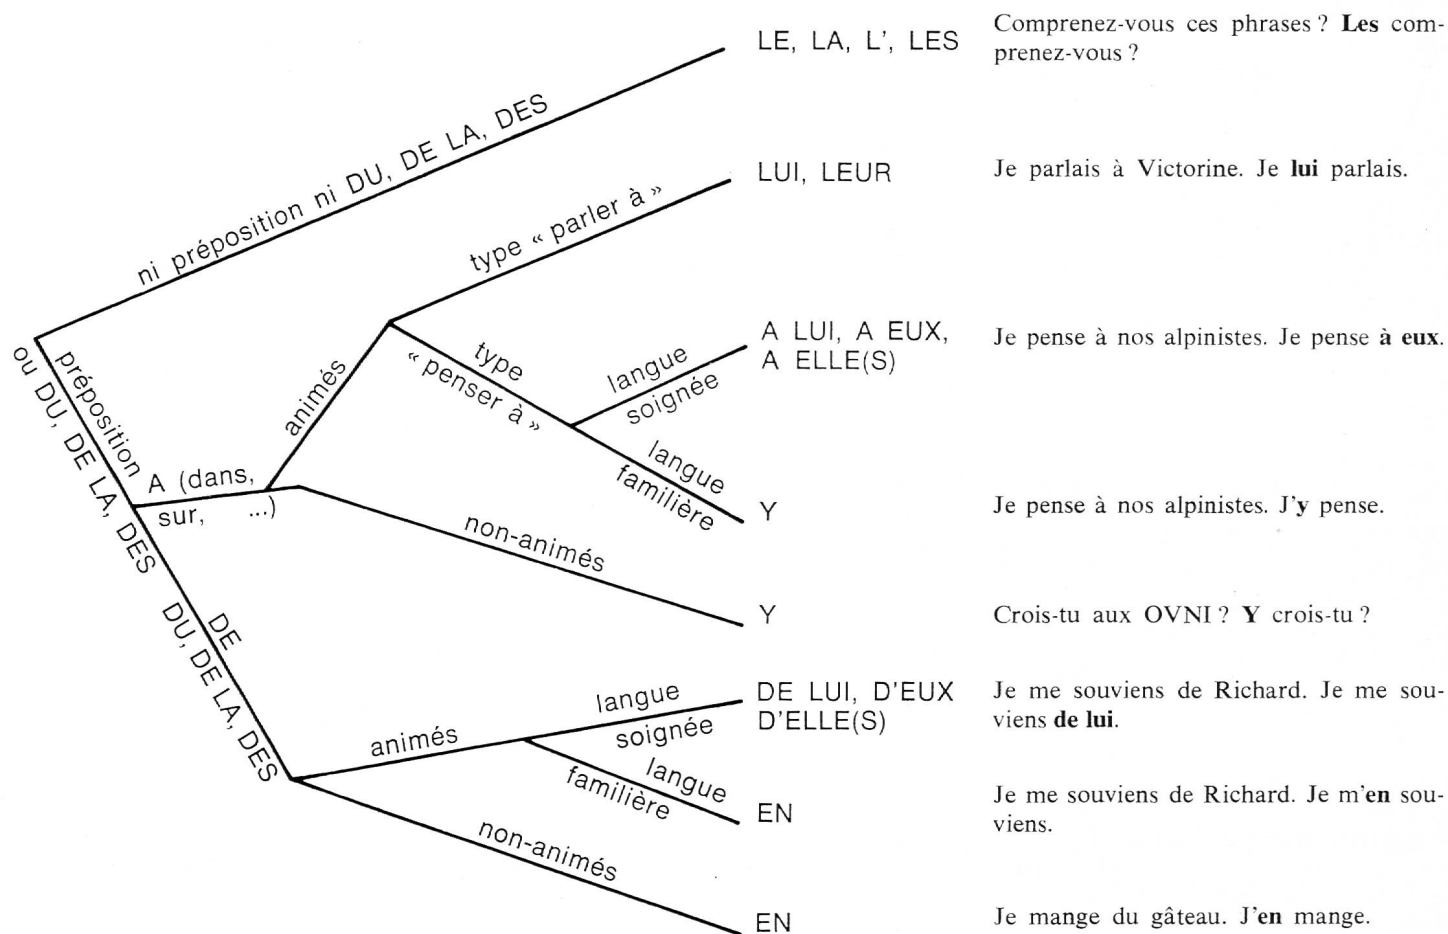 LE, LA, L', LES
Comprenez-vous ces phrases ? Les com-
prenez-vous ?
ni préposition ni DU, DE LA, DES
LUI, LEUR
Je parlais à Victorine. Je lui parlais.
type « parler à »
préposition
ou DU, DE LA, DES
animés
type
« penser à »
langue
soignée
A LUI, A EUX,
A ELLE(S)
Je pense à nos alpinistes. Je pense à eux.
langue
familière
Y
Je pense à nos alpinistes. J'y pense.
A (dans,
sur, ...)
non-animés
Y
Crois-tu aux OVNI ? Y crois-tu ?
DE
DU, DE LA, DES
animés
langue
soignée
DE LUI, D'EUX
D'ELLE(S)
Je me souviens de Richard. Je me sou-
viens de lui.
langue
familière
EN
Je me souviens de Richard. Je m'en sou-
viens.
non-animés
EN
Je mange du gâteau. J'en mange.